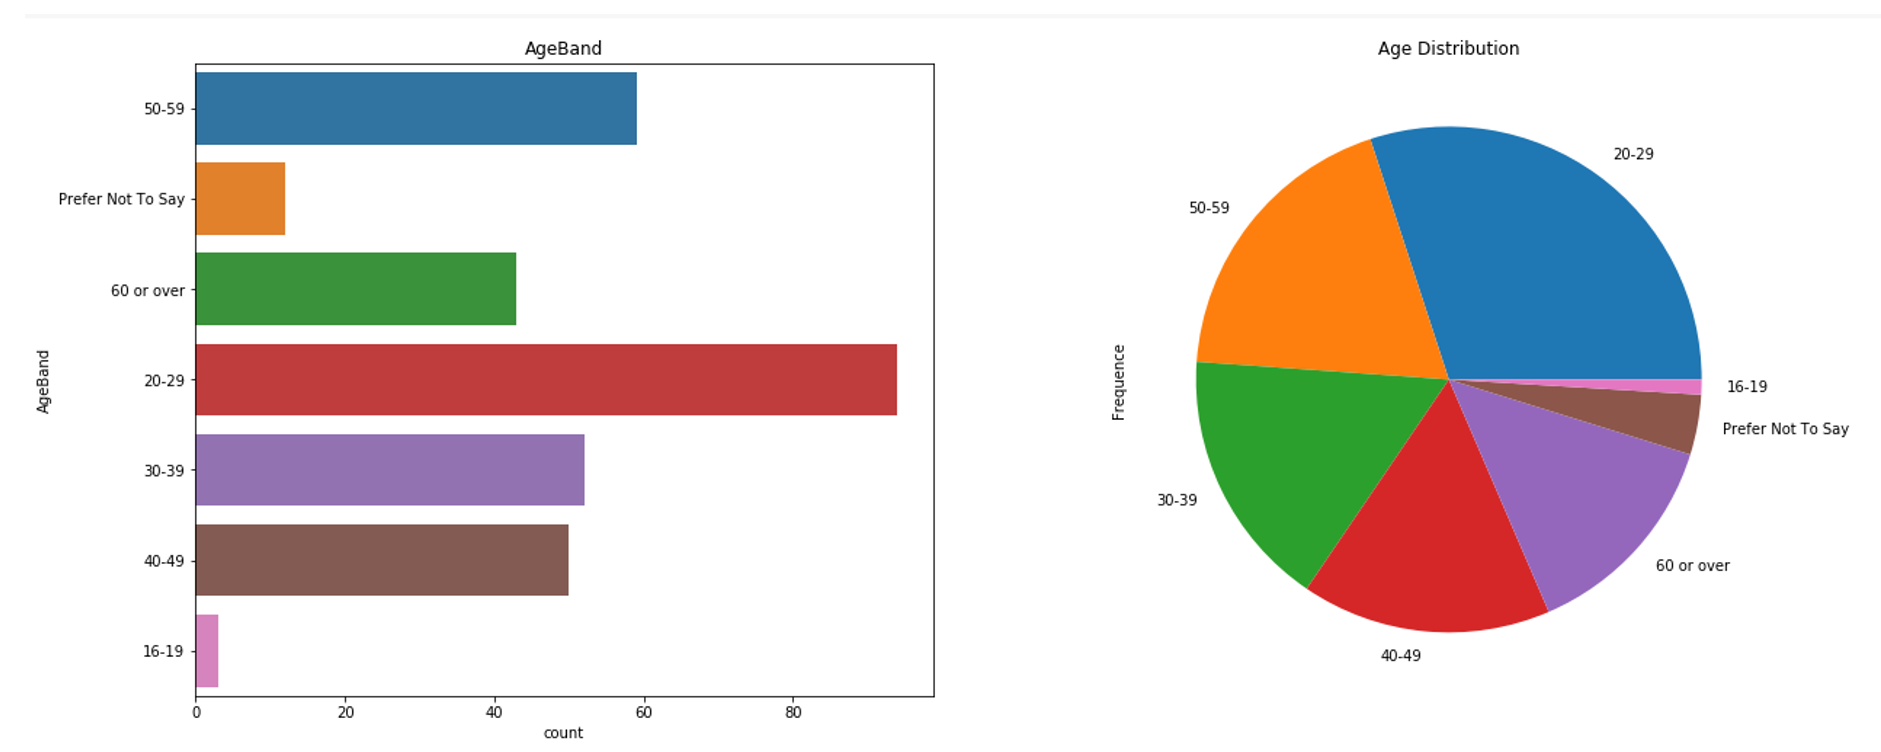 AgeBand
50-59
Prefer Not To Say
60 or over
20-29
30-39
40-49
16-19
AgeBand
0 20 40 60 80
count
Age Distribution
20-29
50-59
30-39
40-49
60 or over
Prefer Not To Say
16-19
Frequence